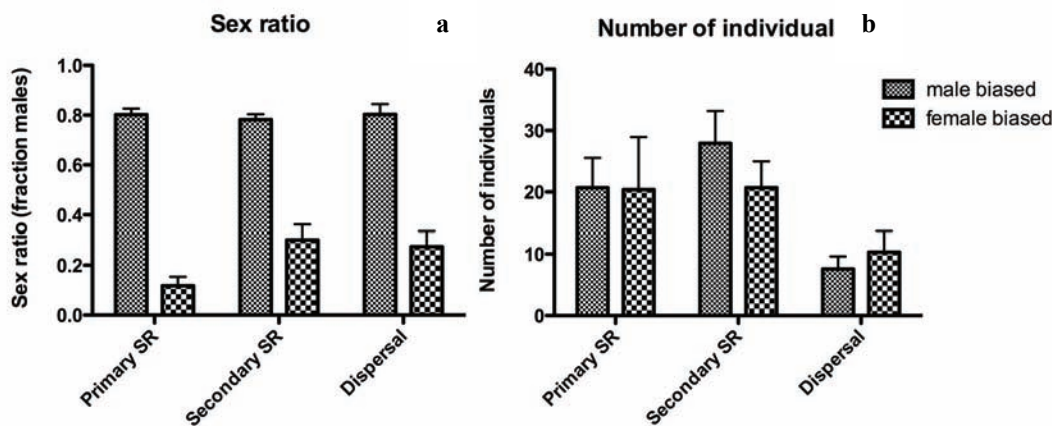 Sex ratio
a
Sex ratio (fraction males)
1.0
0.8
0.6
0.4
0.2
0.0
Primary SR
Secondary SR
Dispersal
Number of individual
b
Number of individuals
40
30
20
10
0
Primary SR
Secondary SR
Dispersal
male biased
female biased